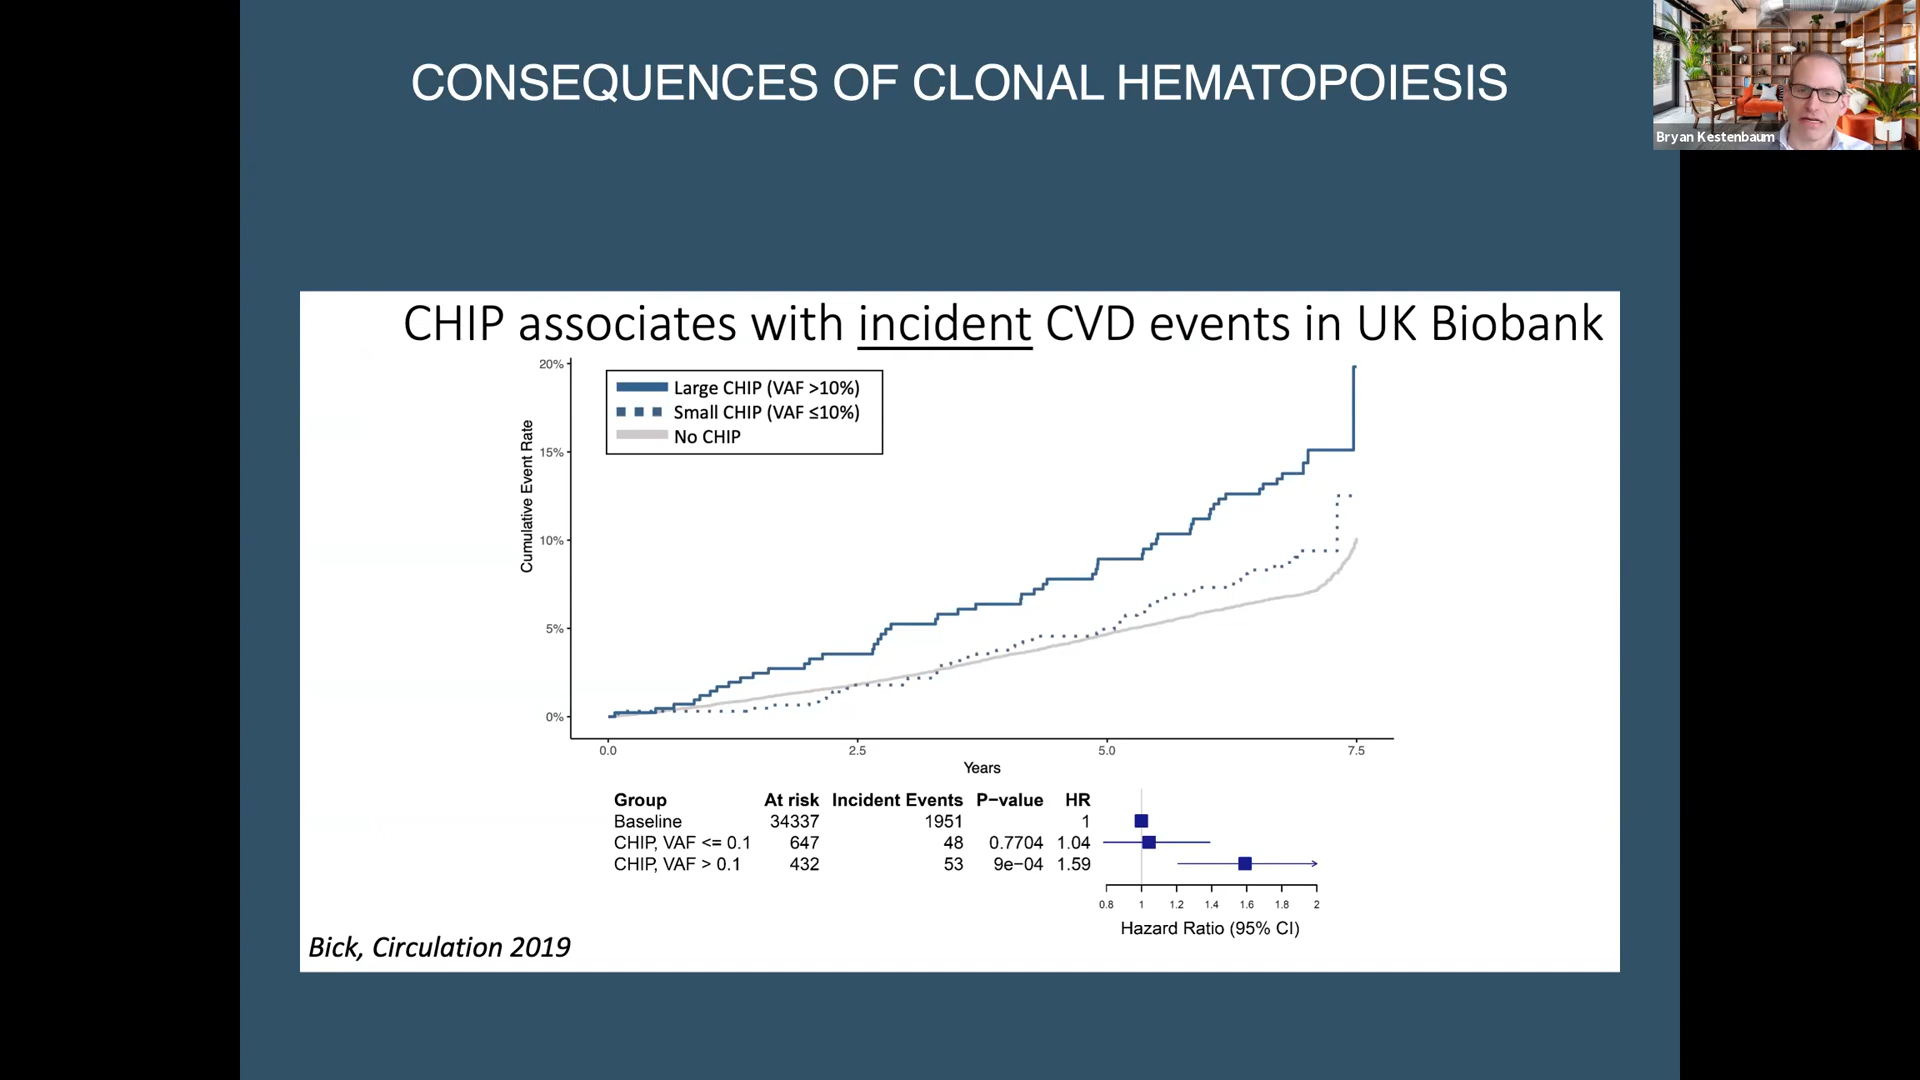 CONSEQUENCES OF CLONAL HEMATOPOIESIS
Bryan Kestenbaum
CHIP associates with incident CVD events in UK Biobank
20%
15%
10%
5%
0%
Cumulative Event Rate
Large CHIP (VAF >10%)
Small CHIP (VAF ≤10%)
No CHIP
0.0 2.5 5.0 7.5
Years
Group At risk Incident Events P−value HR
Baseline 34337 1951 1
CHIP, VAF <= 0.1 647 48 0.7704 1.04
CHIP, VAF > 0.1 432 53 9e−04 1.59
0.8 1 1.2 1.4 1.6 1.8 2
Hazard Ratio (95% CI)
Bick, Circulation 2019